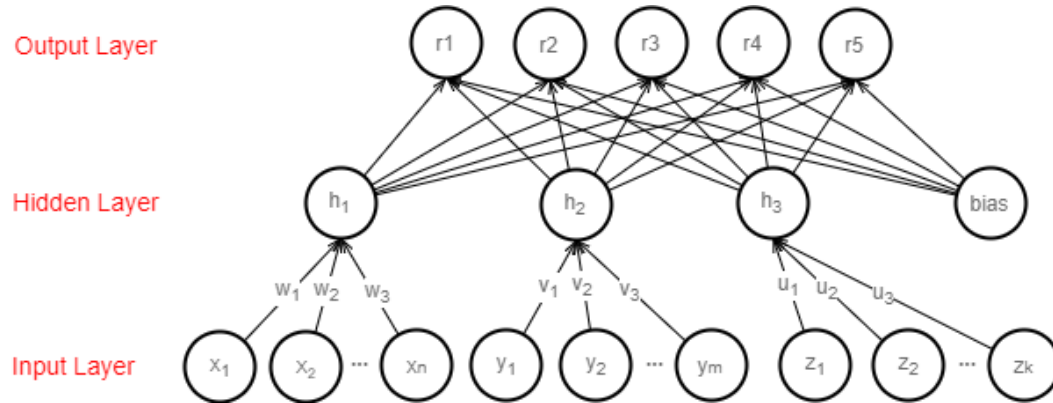 Output Layer r1 r2 r3 r4 r5
Hidden Layer h₁ h₂ h₃ bias
w₁ w₂ w₃ v₁ v₂ v₃ u₁ u₂ u₃
Input Layer x₁ x₂ ... xn y₁ y₂ ... ym z₁ z₂ ... zk